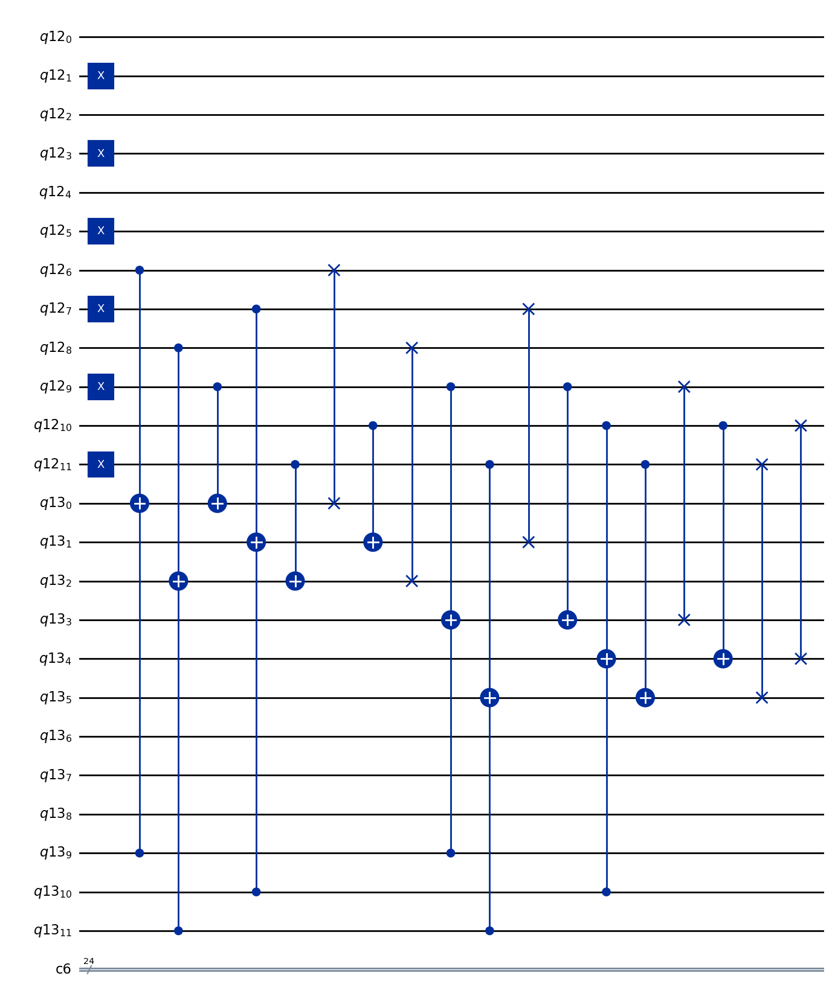 q12₀
q12₁ X
q12₂
q12₃ X
q12₄
q12₅ X
q12₆
q12₇ X
q12₈
q12₉ X
q12₁₀
q12₁₁ X
q13₀
q13₁
q13₂
q13₃
q13₄
q13₅
q13₆
q13₇
q13₈
q13₉
q13₁₀
q13₁₁
c6 24